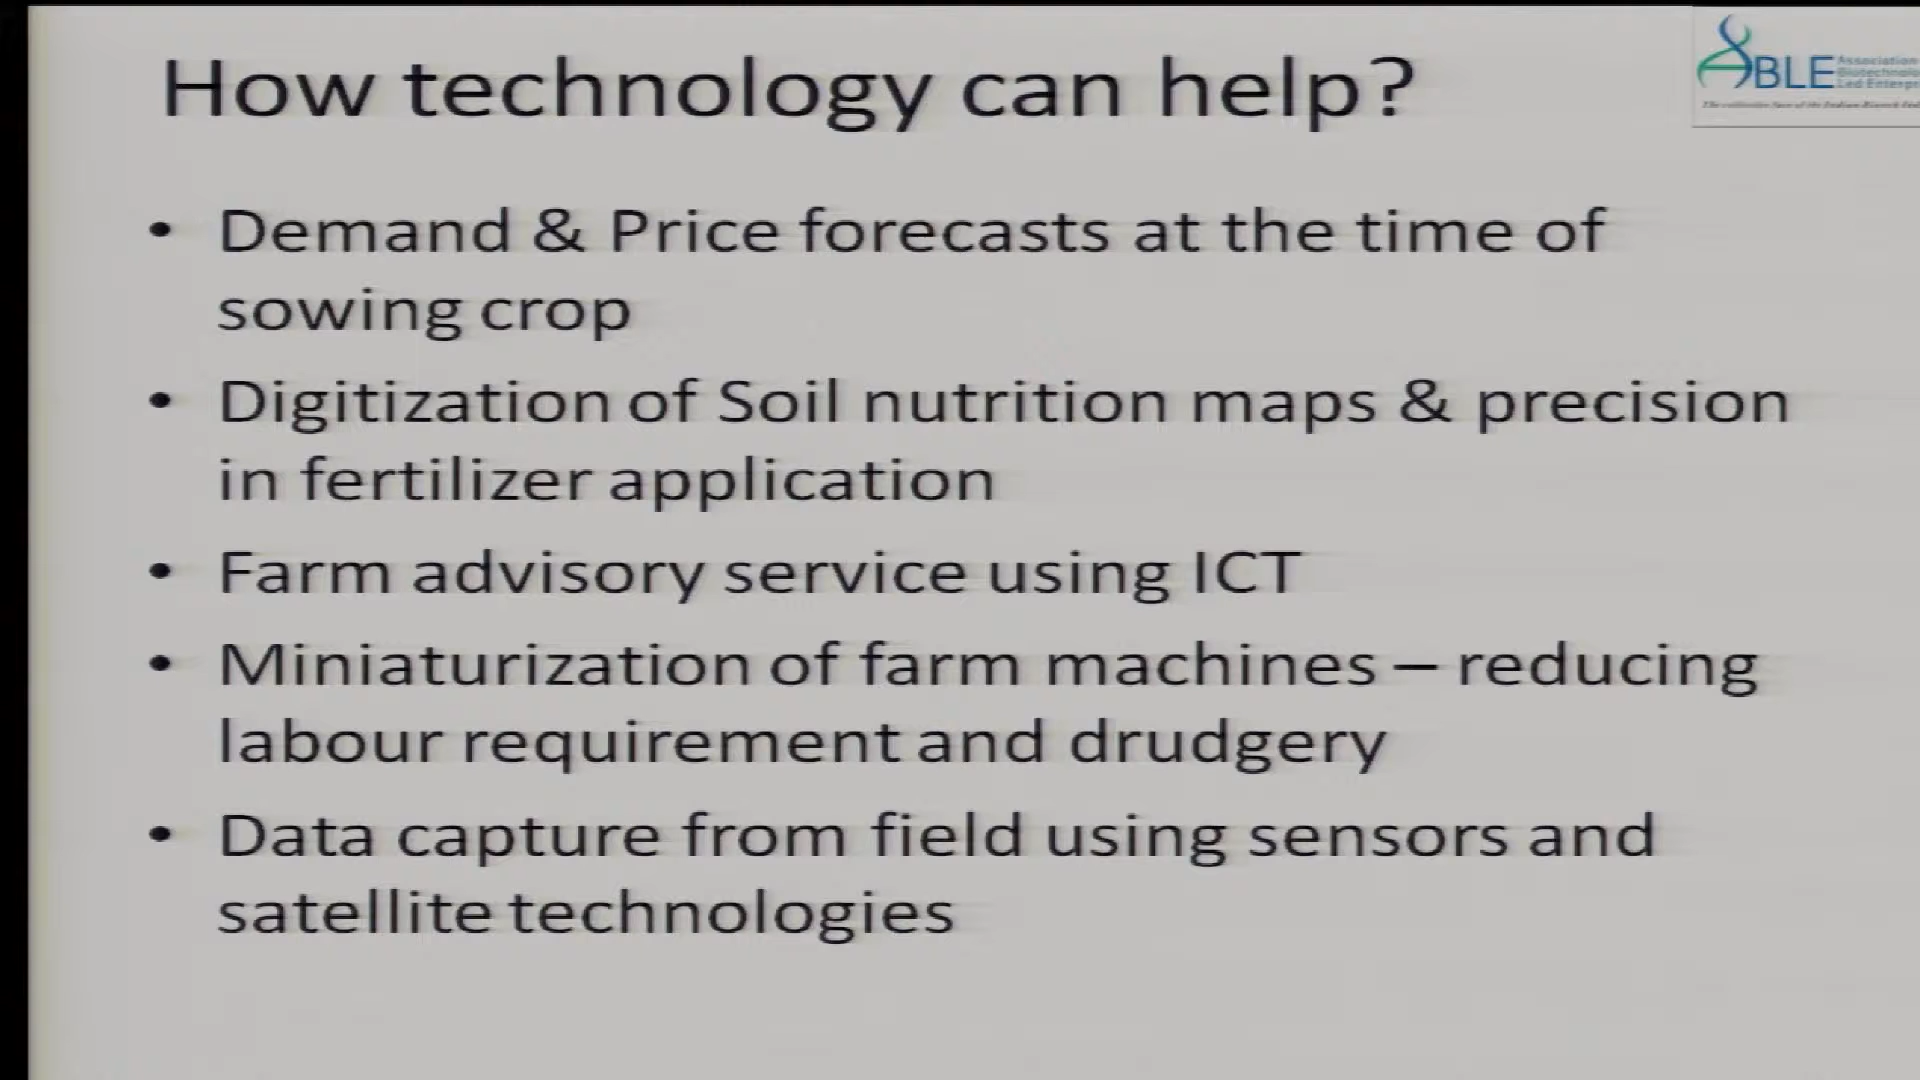 How technology can help?
ABLE
Association
• Demand & Price forecasts at the time of
sowing crop
• Digitization of Soil nutrition maps & precision
in fertilizer application
• Farm advisory service using ICT
• Miniaturization of farm machines – reducing
labour requirement and drudgery
• Data capture from field using sensors and
satellite technologies